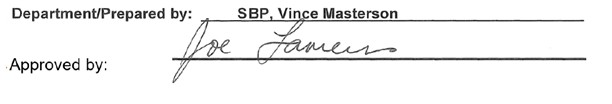 Department/Prepared by: SBP, Vince Masterson
Approved by: Joe